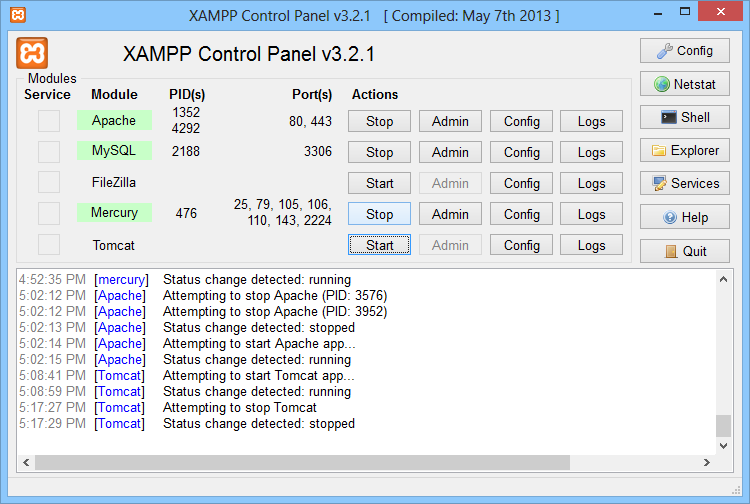 XAMPP Control Panel v3.2.1 [ Compiled: May 7th 2013 ]
XAMPP Control Panel v3.2.1
Config
Modules
Service Module PID(s) Port(s) Actions
Netstat
Apache 1352 4292 80, 443 Stop Admin Config Logs
Shell
MySQL 2188 3306 Stop Admin Config Logs
Explorer
FileZilla Start Admin Config Logs
Services
Mercury 476 25, 79, 105, 106, 110, 143, 2224 Stop Admin Config Logs
Help
Tomcat Start Admin Config Logs
Quit
4:52:35 PM [mercury] Status change detected: running
5:02:12 PM [Apache] Attempting to stop Apache (PID: 3576)
5:02:12 PM [Apache] Attempting to stop Apache (PID: 3952)
5:02:13 PM [Apache] Status change detected: stopped
5:02:14 PM [Apache] Attempting to start Apache app...
5:02:15 PM [Apache] Status change detected: running
5:08:41 PM [Tomcat] Attempting to start Tomcat app...
5:08:59 PM [Tomcat] Status change detected: running
5:17:27 PM [Tomcat] Attempting to stop Tomcat
5:17:29 PM [Tomcat] Status change detected: stopped